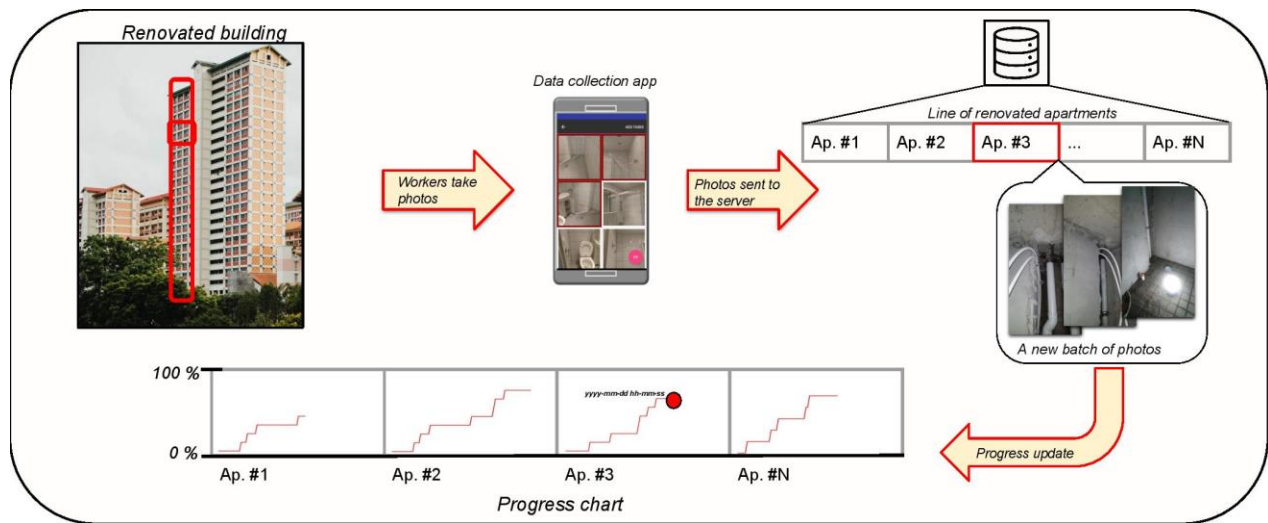 Renovated building
Data collection app
Workers take
photos
Photos sent to
the server
Line of renovated apartments
Ap. #1
Ap. #2
Ap. #3
...
Ap. #N
A new batch of photos
Progress update
100 %
0 %
yyyy-mm-dd hh-mm-ss
Ap. #1
Ap. #2
Ap. #3
Ap. #N
Progress chart